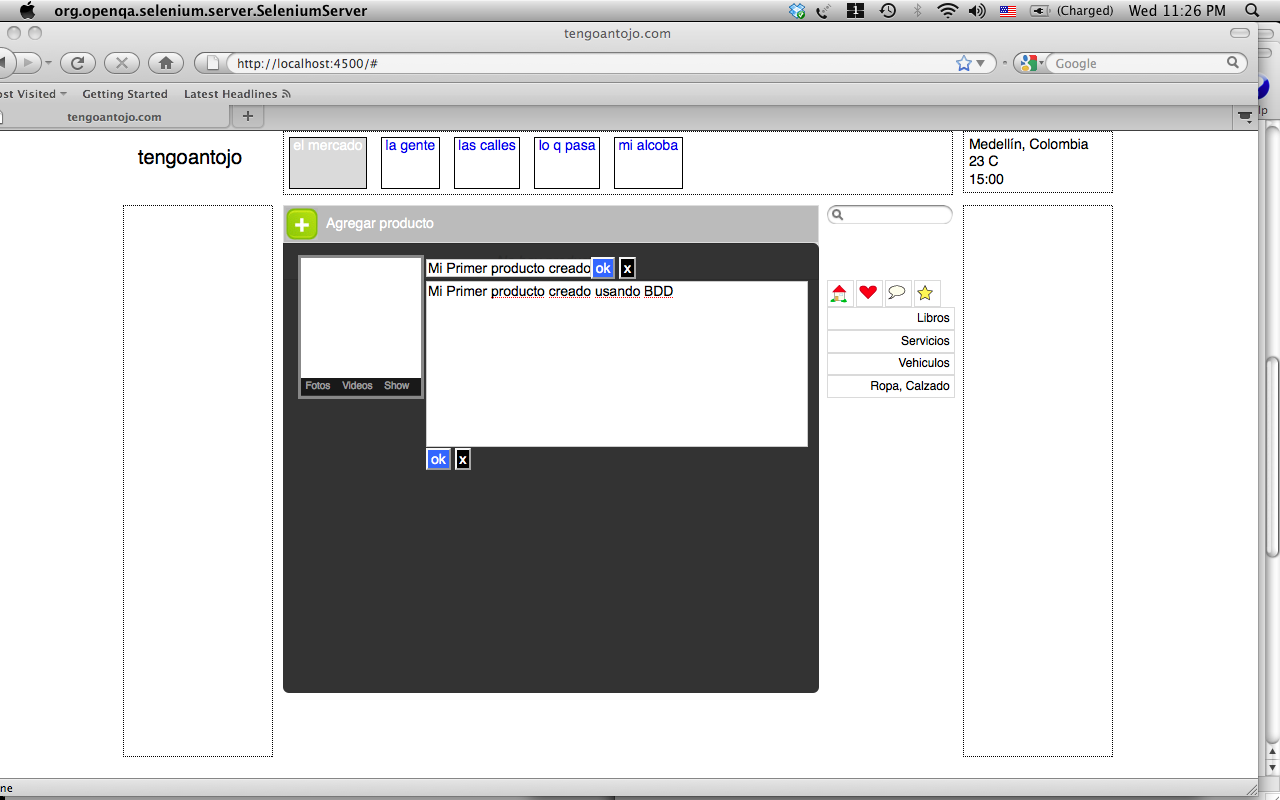 org.openqa.selenium.server.SeleniumServer
1 (Charged) Wed 11:26 PM
tengoantojo.com
http://localhost:4500/#
Google
Visited Getting Started Latest Headlines
tengoantojo.com
tengoantojo
el mercado la gente las calles lo q pasa mi alcoba
Medellín, Colombia
23 C
15:00
+ Agregar producto
Mi Primer producto creado ok x
Mi Primer producto creado usando BDD
Fotos Videos Show
ok x
Libros
Servicios
Vehiculos
Ropa, Calzado